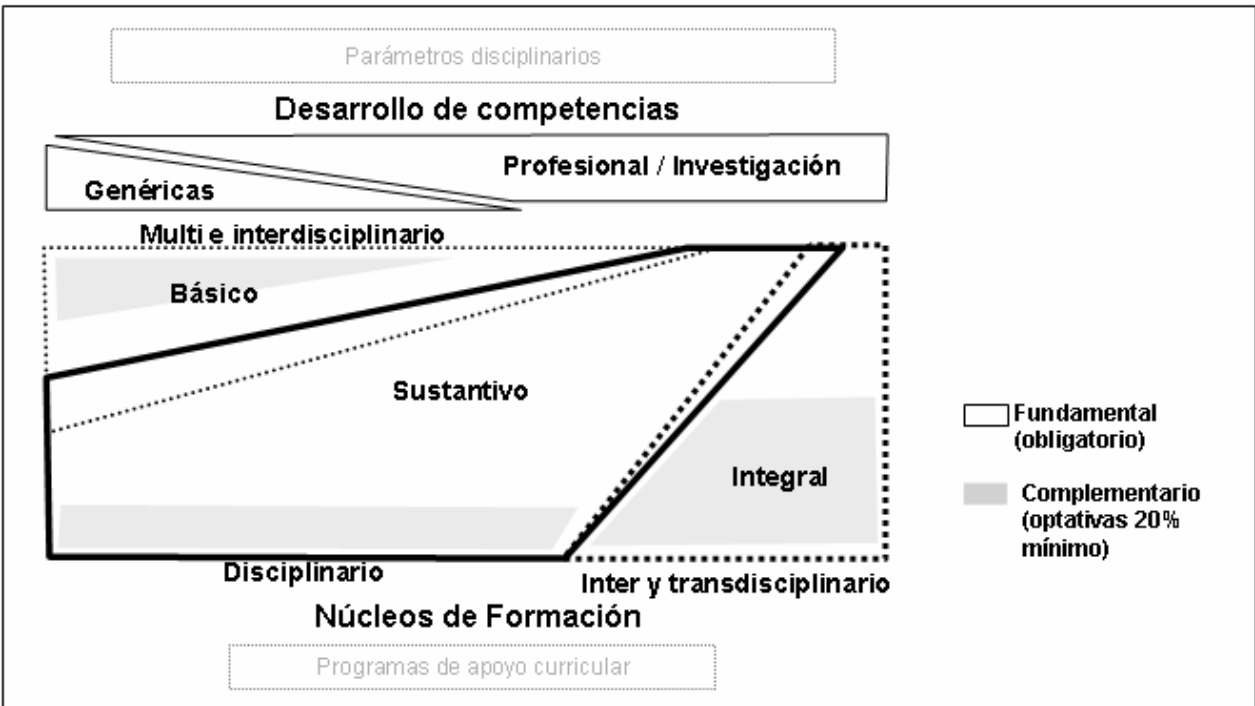 Parámetros disciplinarios
Desarrollo de competencias
Profesional / Investigación
Genéricas
Multi e interdisciplinario
Básico
Sustantivo
Integral
Disciplinario
Inter y transdisciplinario
Núcleos de Formación
Programas de apoyo curricular
Fundamental
(obligatorio)
Complementario
(optativas 20%
mínimo)